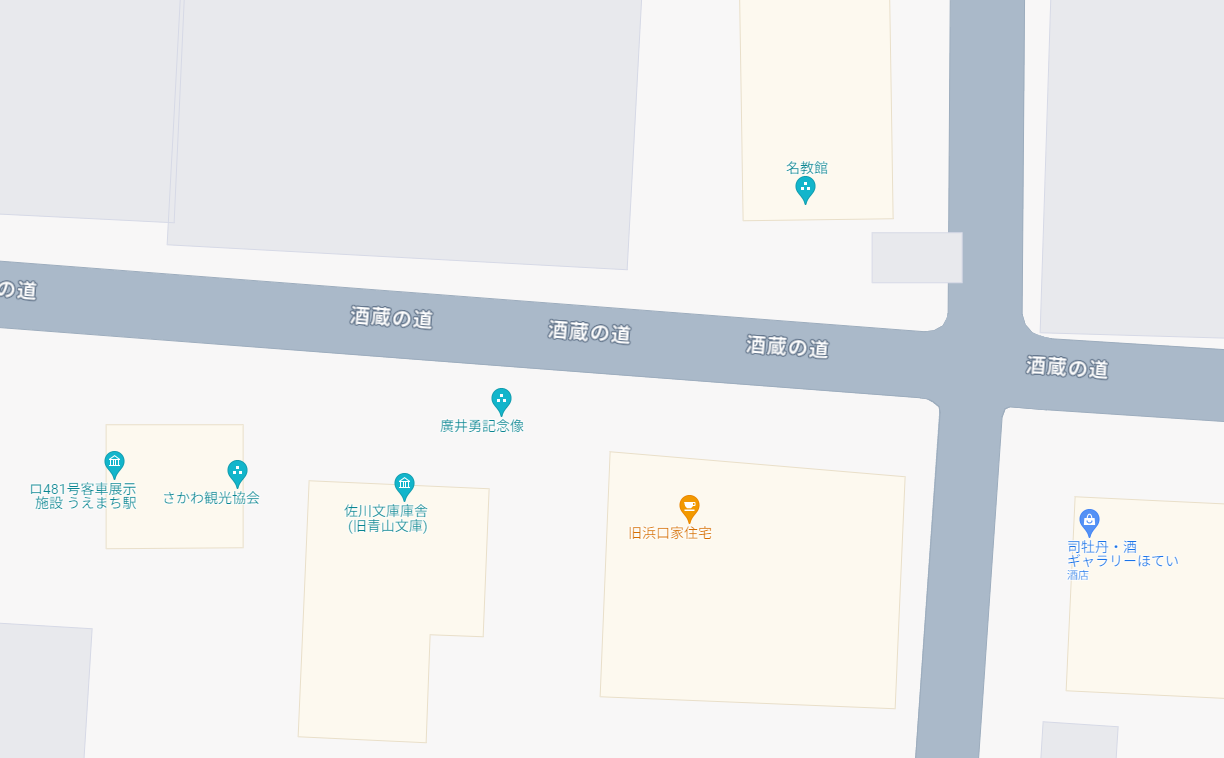 名教館
の道
酒蔵の道
酒蔵の道
酒蔵の道
酒蔵の道
廣井勇記念像
ロ481号客車展示
施設 うえまち駅
さかわ観光協会
佐川文庫庫舎
(旧青山文庫)
旧浜口家住宅
司牡丹・酒
ギャラリーほてい
酒店